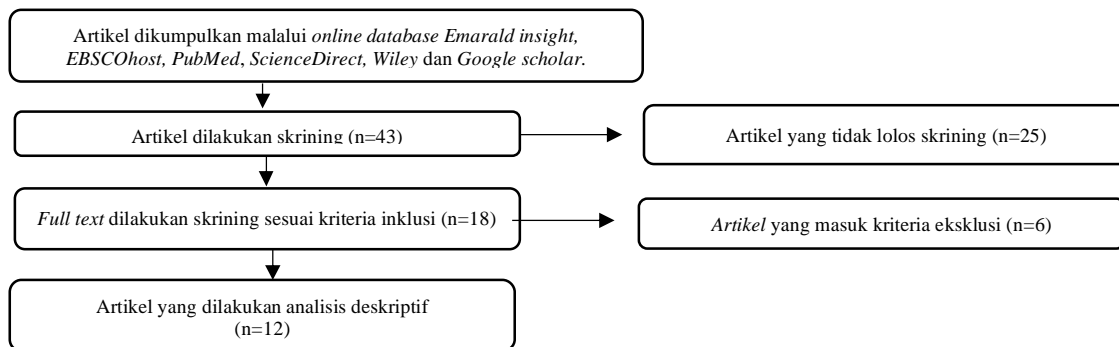 Artikel dikumpulkan malalui online database Emarald insight,
EBSCOhost, PubMed, ScienceDirect, Wiley dan Google scholar.
Artikel dilakukan skrining (n=43)
Artikel yang tidak lolos skrining (n=25)
Full text dilakukan skrining sesuai kriteria inklusi (n=18)
Artikel yang masuk kriteria eksklusi (n=6)
Artikel yang dilakukan analisis deskriptif
(n=12)